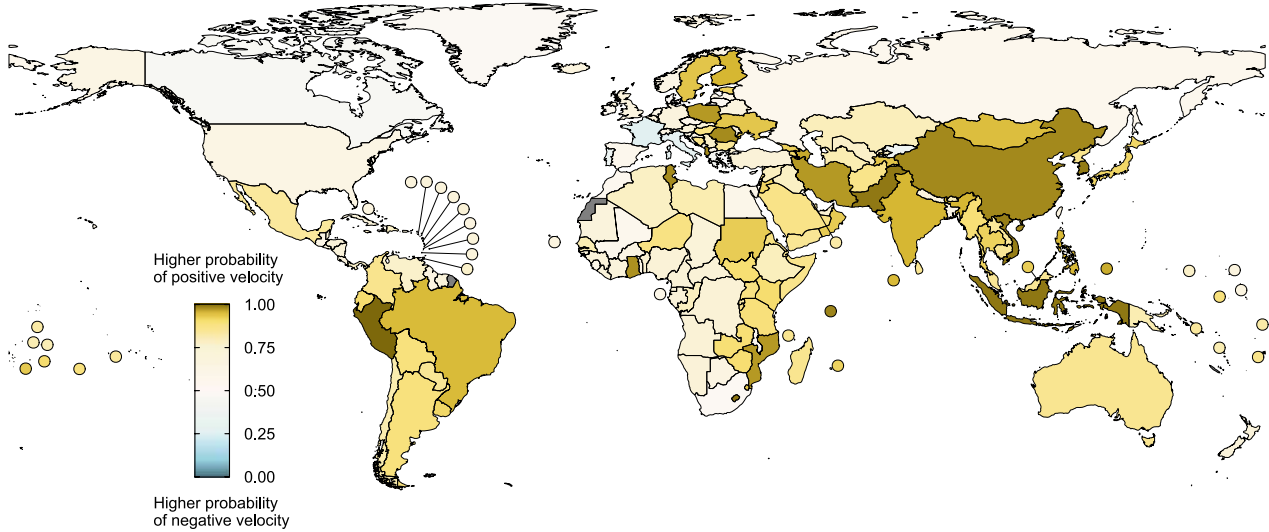 Higher probability
of positive velocity
1.00
0.75
0.50
0.25
0.00
Higher probability
of negative velocity